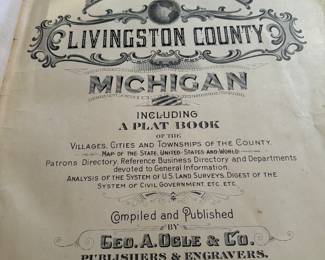 LIVINGSTON COUNTY
MICHIGAN
INCLUDING
A PLAT BOOK
OF THE
VILLAGES, CITIES AND TOWNSHIPS OF THE COUNTY.
MAP OF THE STATE, UNITED STATES AND WORLD.
Patrons Directory, Reference Business Directory and Departments
devoted to General Information.
ANALYSIS OF THE SYSTEM OF U.S. LAND SURVEYS, DIGEST OF THE
SYSTEM OF CIVIL GOVERNMENT, ETC. ETC.
Compiled and Published
BY
GEO. A. OGLE & CO.
PUBLISHERS & ENGRAVERS.